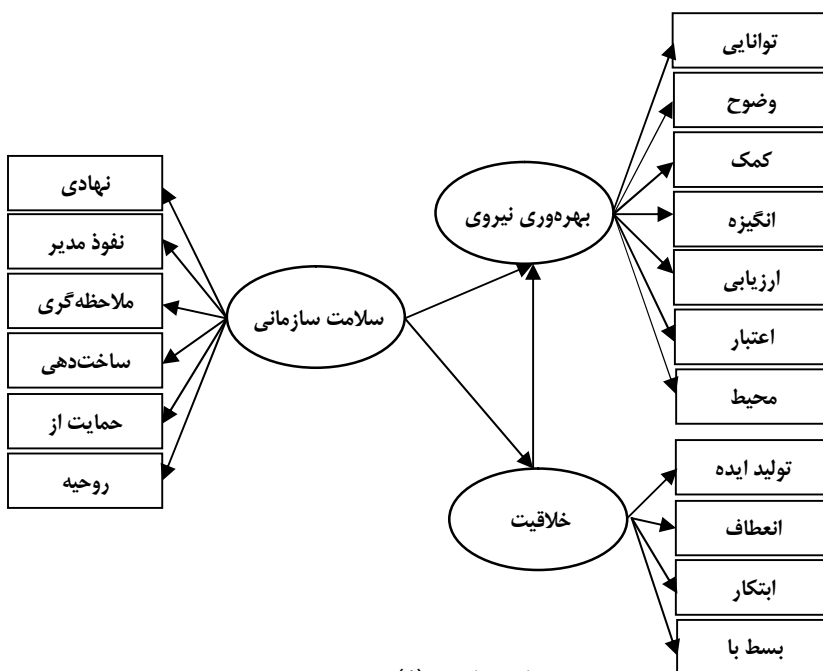 توانایی
وضوح
کمک
انگیزه
ارزیابی
اعتبار
محیط
بهره‌وری نیروی
نهادی
نفوذ مدیر
ملاحظه‌گری
ساخت‌دهی
حمایت از
روحیه
سلامت سازمانی
خلاقیت
تولید ایده
انعطاف
ابتکار
بسط با